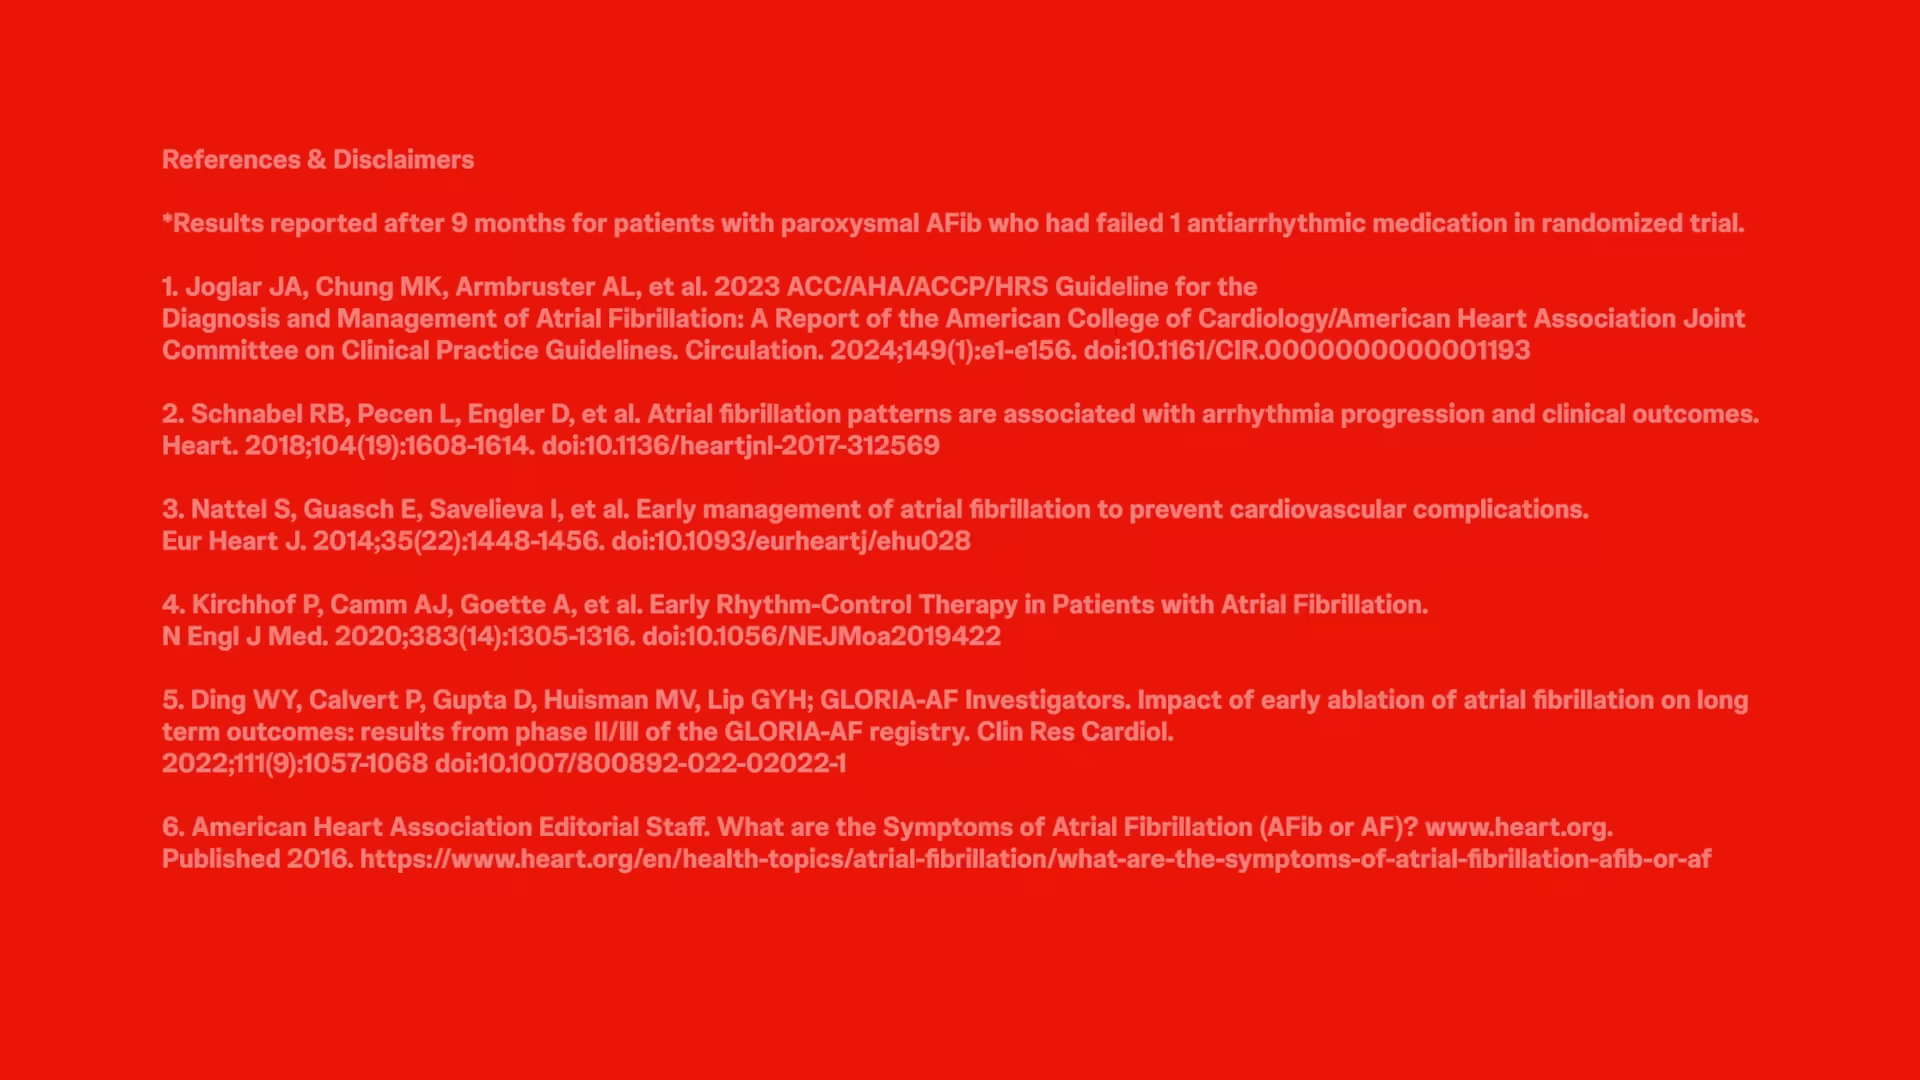 References & Disclaimers
*Results reported after 9 months for patients with paroxysmal AFib who had failed 1 antiarrhythmic medication in randomized trial.
1. Joglar JA, Chung MK, Armbruster AL, et al. 2023 ACC/AHA/ACCP/HRS Guideline for the
Diagnosis and Management of Atrial Fibrillation: A Report of the American College of Cardiology/American Heart Association Joint
Committee on Clinical Practice Guidelines. Circulation. 2024;149(1):e1-e156. doi:10.1161/CIR.0000000000001193
2. Schnabel RB, Pecen L, Engler D, et al. Atrial fibrillation patterns are associated with arrhythmia progression and clinical outcomes.
Heart. 2018;104(19):1608-1614. doi:10.1136/heartjnl-2017-312569
3. Nattel S, Guasch E, Savelieva I, et al. Early management of atrial fibrillation to prevent cardiovascular complications.
Eur Heart J. 2014;35(22):1448-1456. doi:10.1093/eurheartj/ehu028
4. Kirchhof P, Camm AJ, Goette A, et al. Early Rhythm-Control Therapy in Patients with Atrial Fibrillation.
N Engl J Med. 2020;383(14):1305-1316. doi:10.1056/NEJMoa2019422
5. Ding WY, Calvert P, Gupta D, Huisman MV, Lip GYH; GLORIA-AF Investigators. Impact of early ablation of atrial fibrillation on long
term outcomes: results from phase II/III of the GLORIA-AF registry. Clin Res Cardiol.
2022;111(9):1057-1068 doi:10.1007/800892-022-02022-1
6. American Heart Association Editorial Staff. What are the Symptoms of Atrial Fibrillation (AFib or AF)? www.heart.org.
Published 2016. https://www.heart.org/en/health-topics/atrial-fibrillation/what-are-the-symptoms-of-atrial-fibrillation-afib-or-af